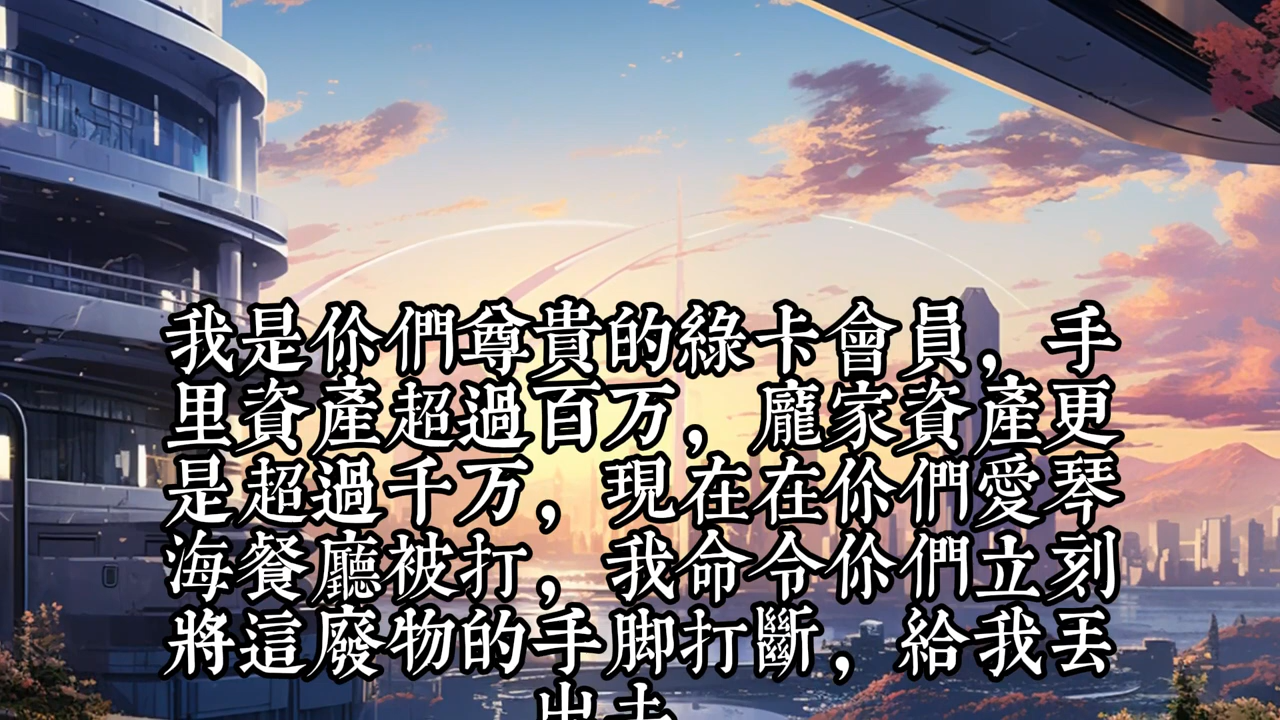 我是你們尊貴的綠卡會員，手
里資產超過百万，龐家資產更
是超過千万，現在在你們愛琴
海餐廳被打，我命令你們立刻
將這廢物的手脚打斷，給我丟
出去